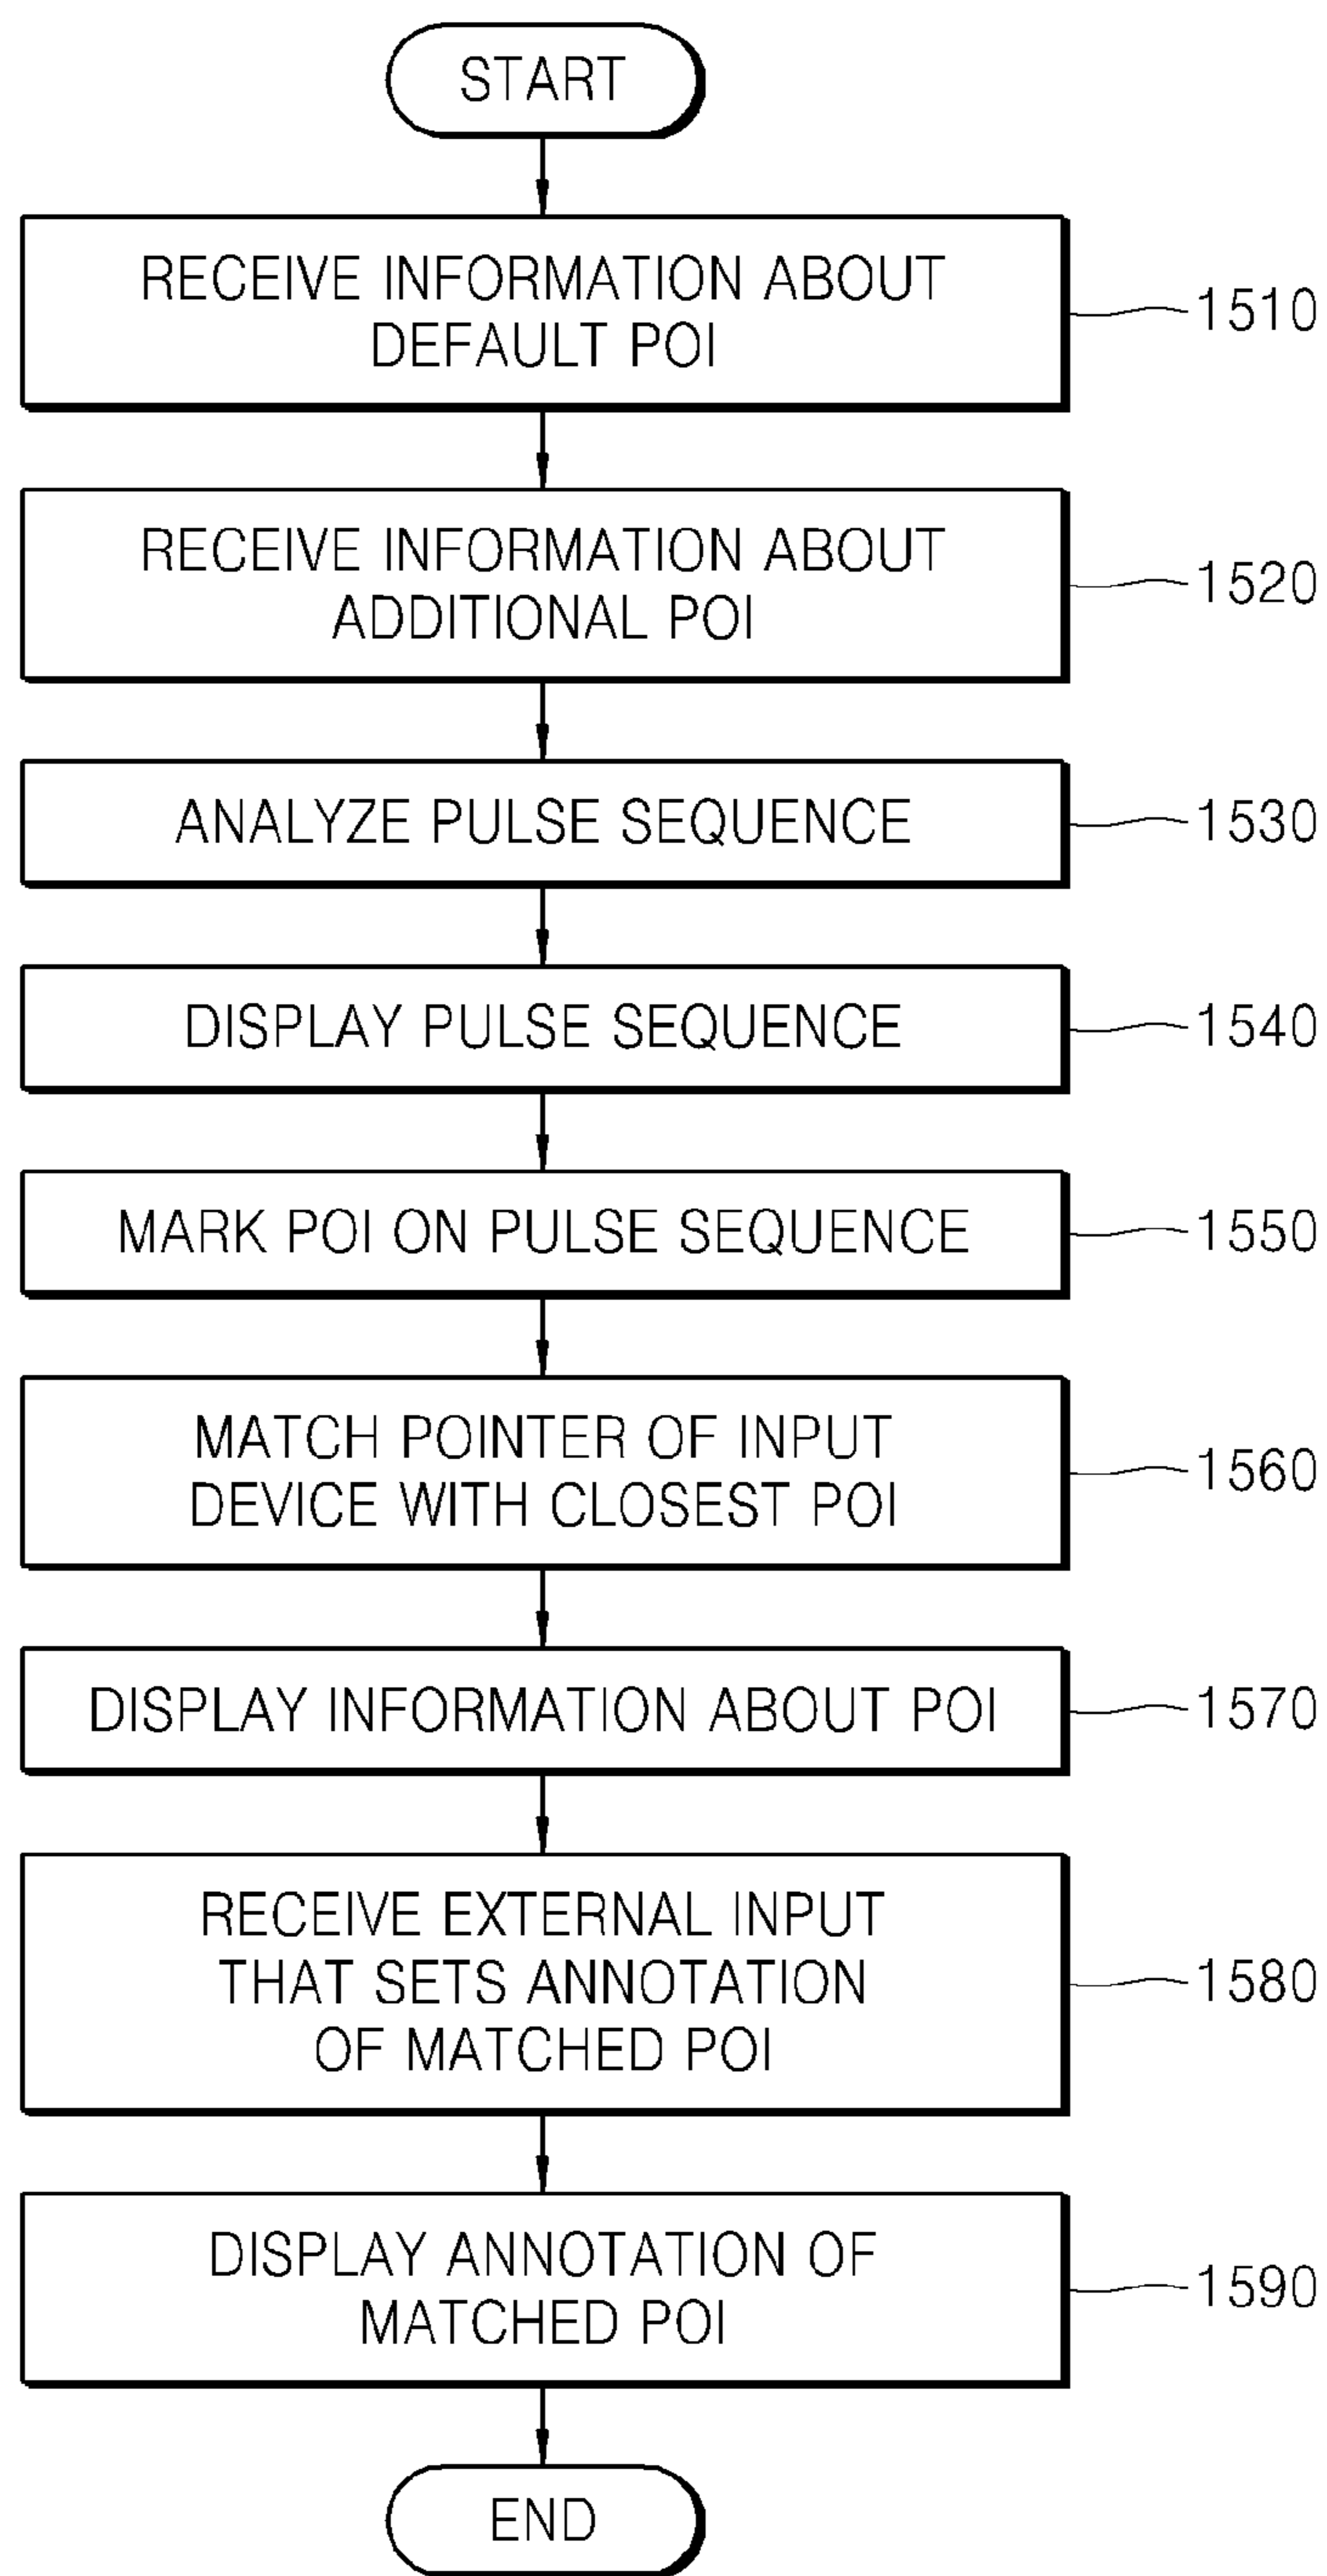 START
RECEIVE INFORMATION ABOUT
DEFAULT POI
1510
RECEIVE INFORMATION ABOUT
ADDITIONAL POI
1520
ANALYZE PULSE SEQUENCE
1530
DISPLAY PULSE SEQUENCE
1540
MARK POI ON PULSE SEQUENCE
1550
MATCH POINTER OF INPUT
DEVICE WITH CLOSEST POI
1560
DISPLAY INFORMATION ABOUT POI
1570
RECEIVE EXTERNAL INPUT
THAT SETS ANNOTATION
OF MATCHED POI
1580
DISPLAY ANNOTATION OF
MATCHED POI
1590
END